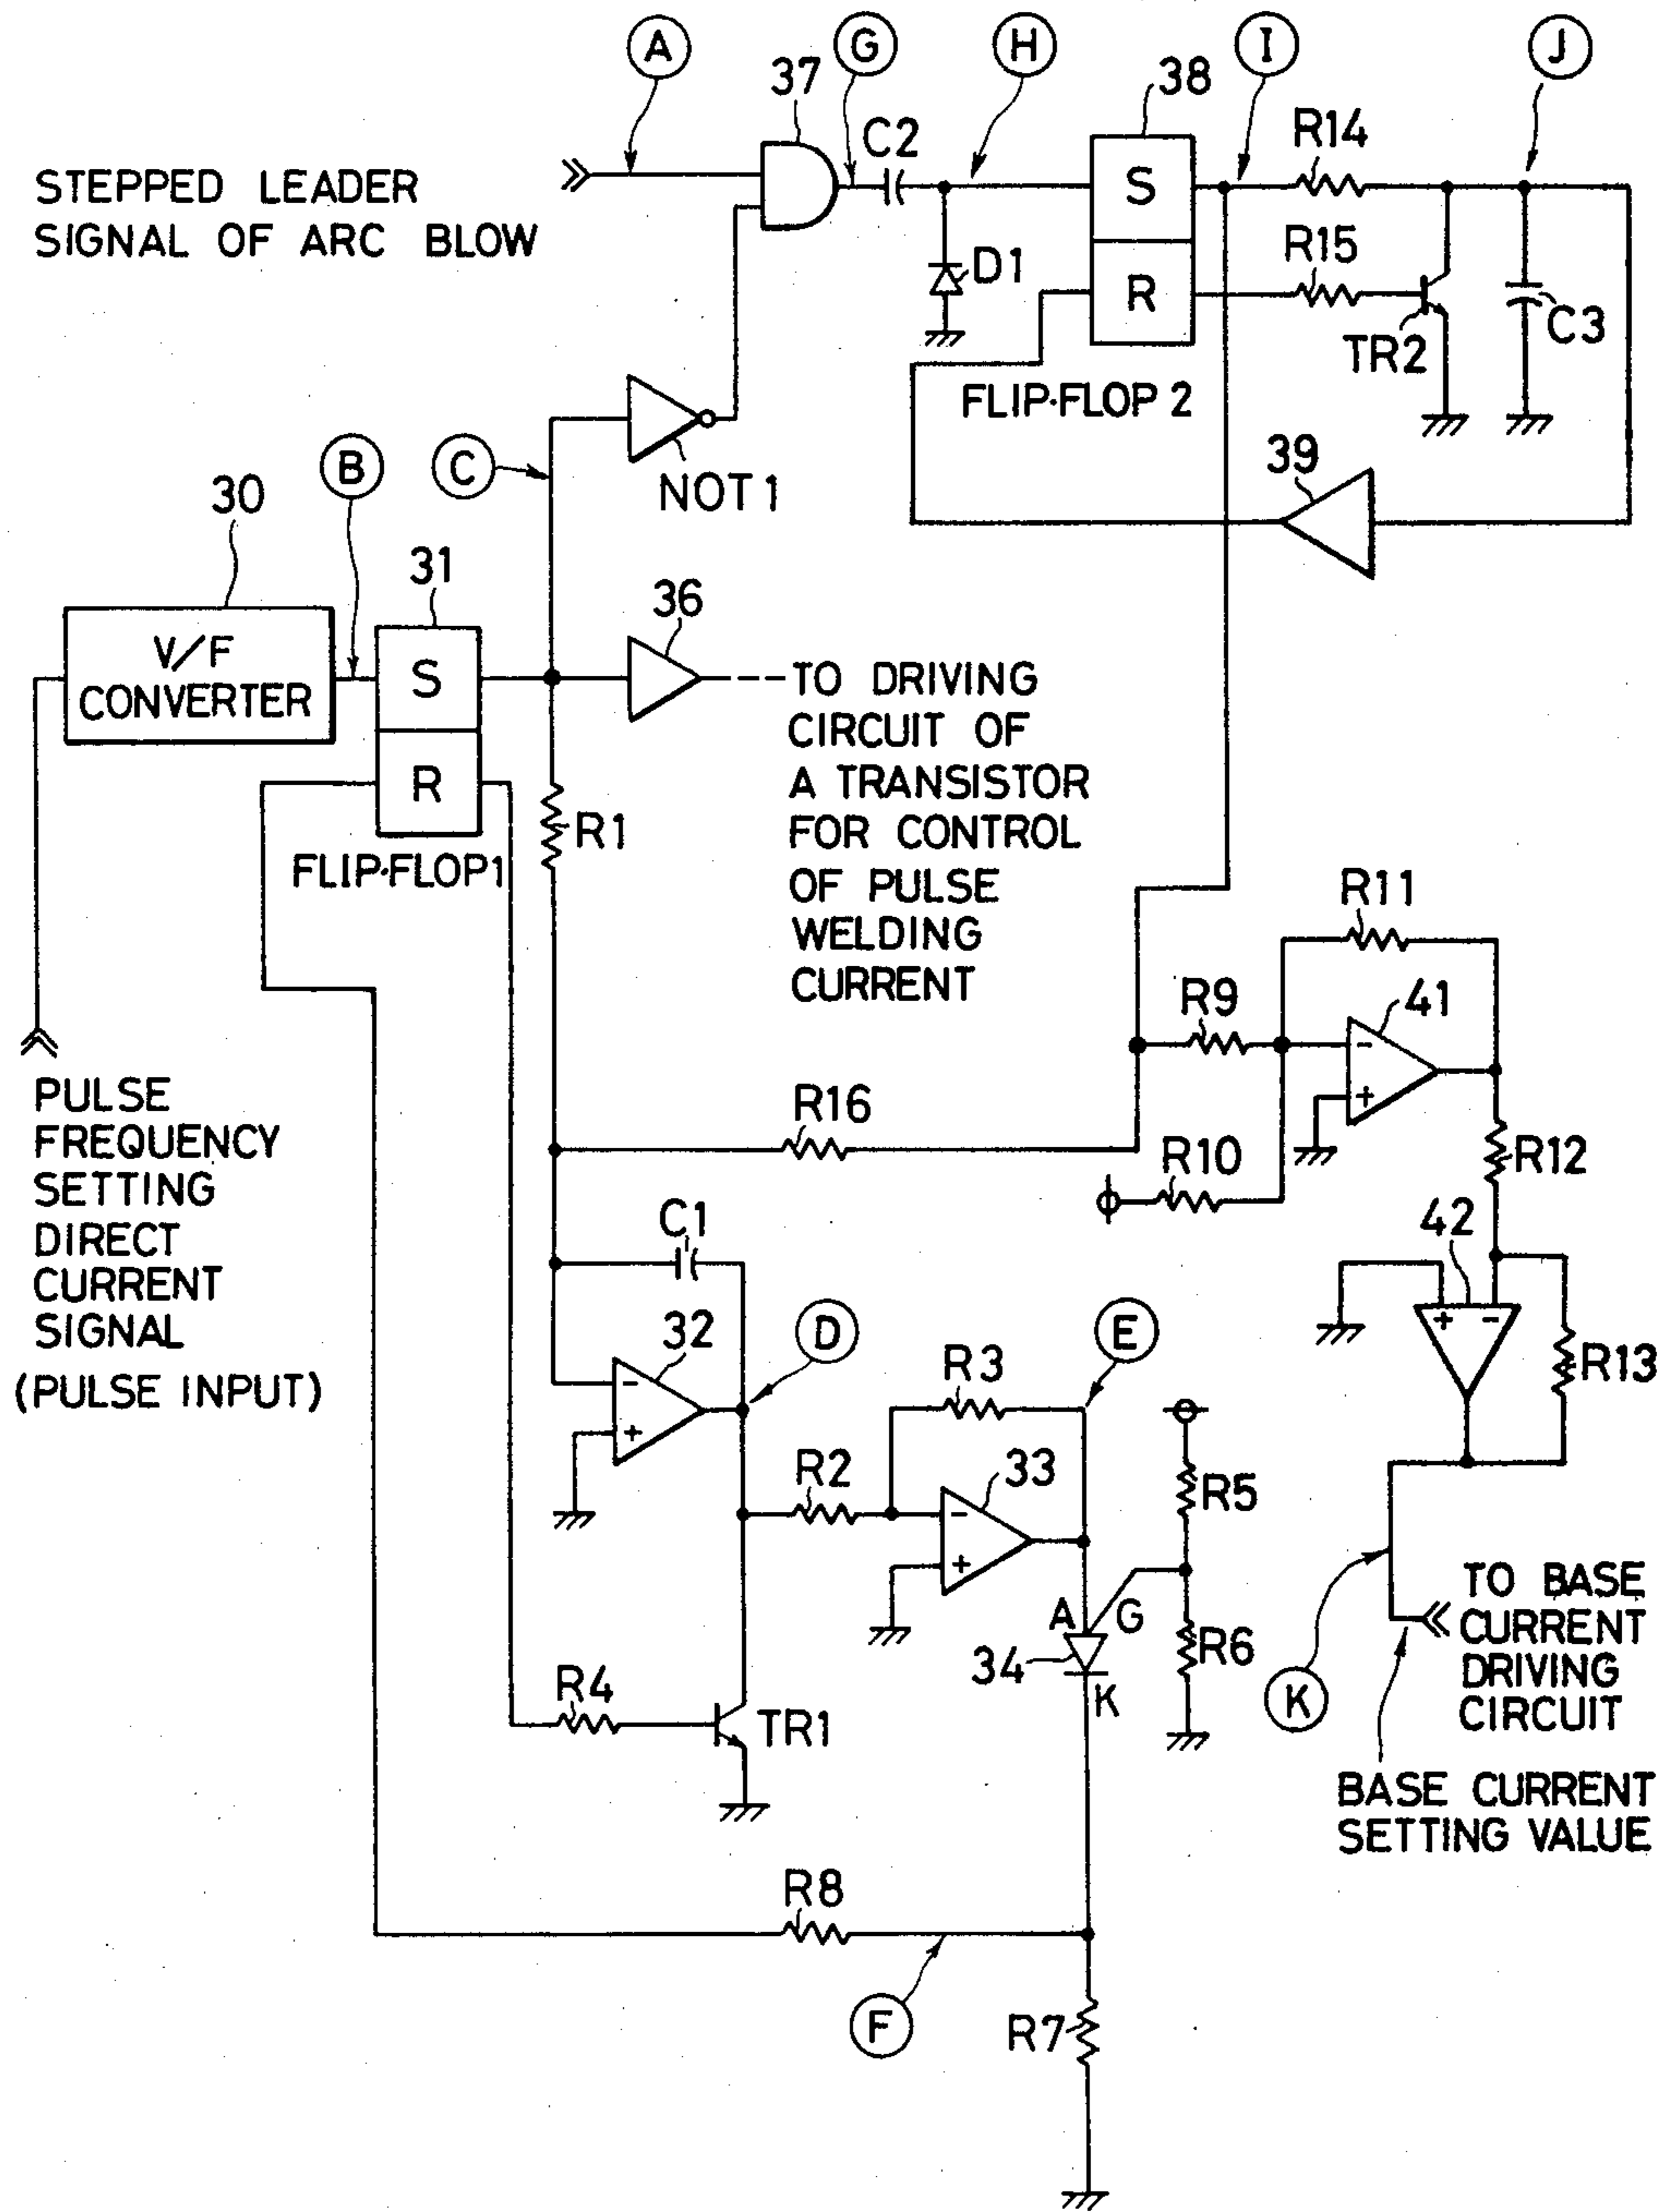 A
G
H
I
J
37
38
C2
R14
STEPPED LEADER
SIGNAL OF ARC BLOW
S
R15
D1
R
C3
TR2
FLIP·FLOP 2
B
C
NOT 1
39
30
31
36
V/F
CONVERTER
S
TO DRIVING
CIRCUIT OF
A TRANSISTOR
FOR CONTROL
OF PULSE
WELDING
CURRENT
R
R1
FLIP·FLOP1
R11
R9
41
-
+
PULSE
FREQUENCY
SETTING
DIRECT
CURRENT
SIGNAL
(PULSE INPUT)
R16
R10
R12
C1
42
+ -
R13
32
D
E
-
+
R3
R2
33
-
+
R5
A
G
34
K
R6
TO BASE
CURRENT
DRIVING
CIRCUIT
K
R4
TR1
BASE CURRENT
SETTING VALUE
R8
F
R7